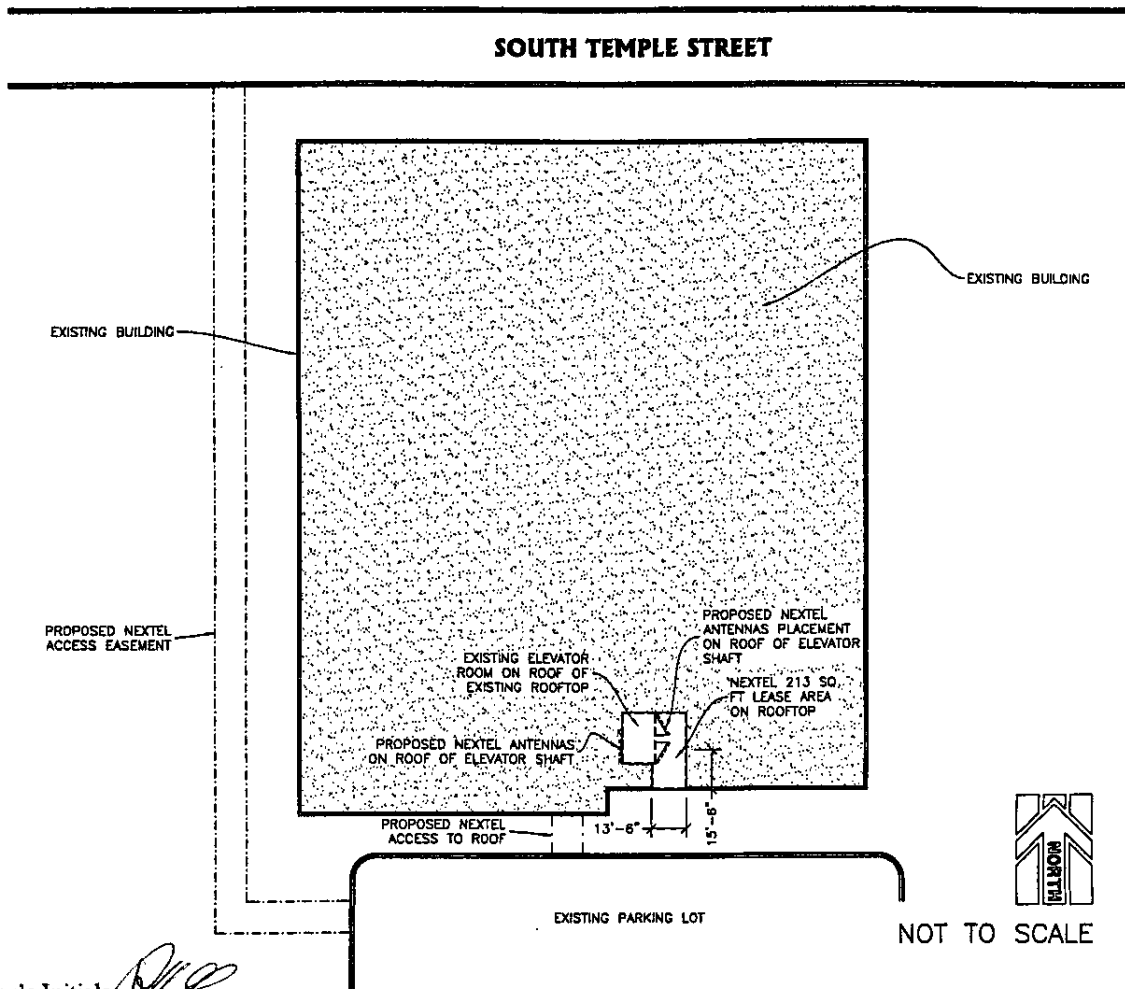 SOUTH TEMPLE STREET
EXISTING BUILDING
EXISTING BUILDING
PROPOSED NEXTEL
ACCESS EASEMENT
PROPOSED NEXTEL
ANTENNAS PLACEMENT
ON ROOF OF ELEVATOR
SHAFT
EXISTING ELEVATOR
ROOM ON ROOF OF
EXISTING ROOFTOP
NEXTEL 213 SQ.
FT LEASE AREA
ON ROOFTOP
PROPOSED NEXTEL ANTENNAS
ON ROOF OF ELEVATOR SHAFT
PROPOSED NEXTEL
ACCESS TO ROOF
13'-6"
15'-6"
NORTH
EXISTING PARKING LOT
NOT TO SCALE